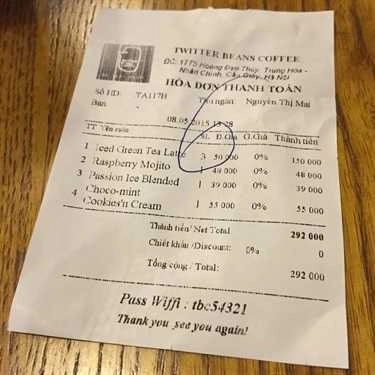 TWITTER BEANS COFFEE
ĐC: 17T5 Hoàng Đạo Thúy, Trung Hòa -
Nhân Chính, Cầu Giấy, Hà Nội
HÓA ĐƠN THANH TOÁN
Số HĐ: TA117B Thu ngân Nguyễn Thị Mai
Bàn -
08.05.2015 13:28
TT Tên món SL Đ.Giá G.Giá Thành tiền
1 Iced Green Tea Latte 3 50 000 0% 150 000
2 Raspberry Mojito 1 48 000 0% 48 000
3 Passion Ice Blended 1 39 000 0% 39 000
4 Choco-mint
Cookies'n Cream 1 55 000 0% 55 000
Thành tiền/ Net Total 292 000
Chiết khấu /Discount: 0% 0
Tổng cộng / Total: 292 000
Pass Wiffi : tbc54321
Thank you see you again!